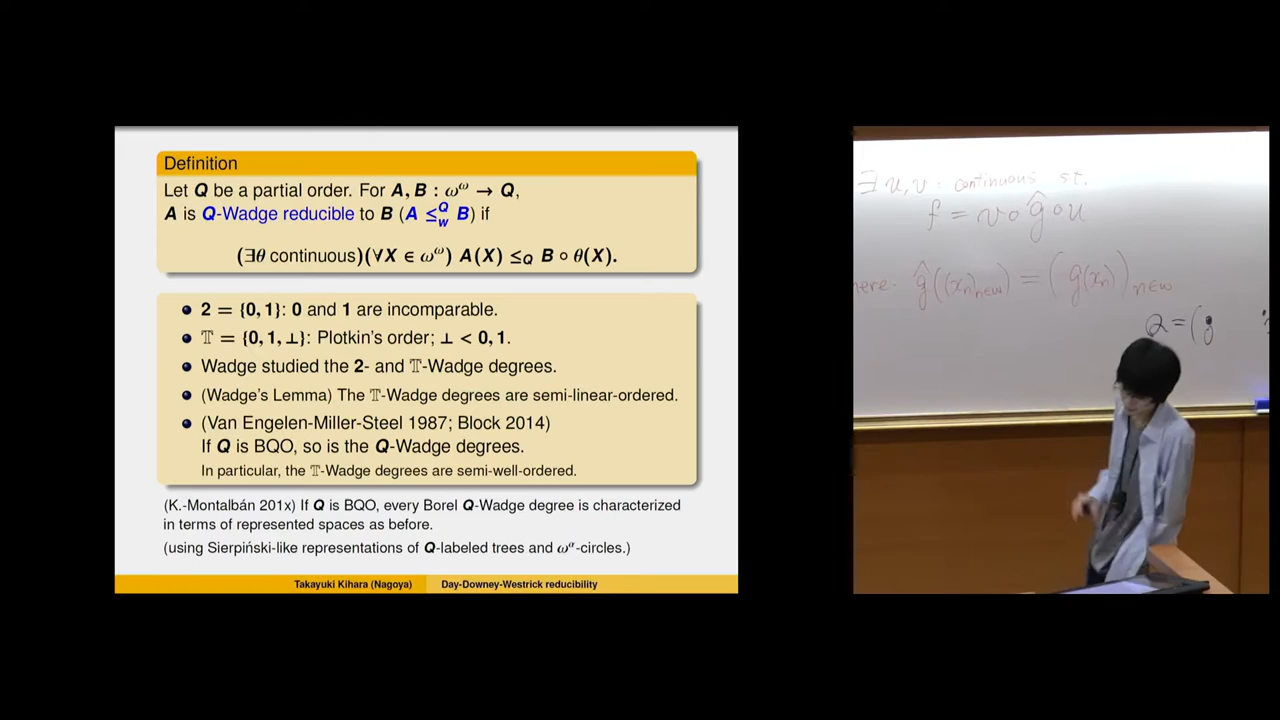 Definition
Let Q be a partial order. For A, B : ω^ω → Q,
A is Q-Wadge reducible to B (A ≤_w^Q B) if
(∃θ continuous)(∀X ∈ ω^ω) A(X) ≤_Q B ∘ θ(X).
• 2 = {0, 1}: 0 and 1 are incomparable.
• 𝕋 = {0, 1, ⊥}: Plotkin's order; ⊥ < 0, 1.
• Wadge studied the 2- and 𝕋-Wadge degrees.
• (Wadge's Lemma) The 𝕋-Wadge degrees are semi-linear-ordered.
• (Van Engelen-Miller-Steel 1987; Block 2014)
If Q is BQO, so is the Q-Wadge degrees.
In particular, the 𝕋-Wadge degrees are semi-well-ordered.
(K.-Montalbán 201x) If Q is BQO, every Borel Q-Wadge degree is characterized
in terms of represented spaces as before.
(using Sierpiński-like representations of Q-labeled trees and ω^α-circles.)
Takayuki Kihara (Nagoya) Day-Downey-Westrick reducibility
∃ u, v : continuous s.t.
f = v ∘ ĝ ∘ u
here. ĝ((x_n)_{n∈ω}) = (g(x_n))_{n∈ω}
Q = (